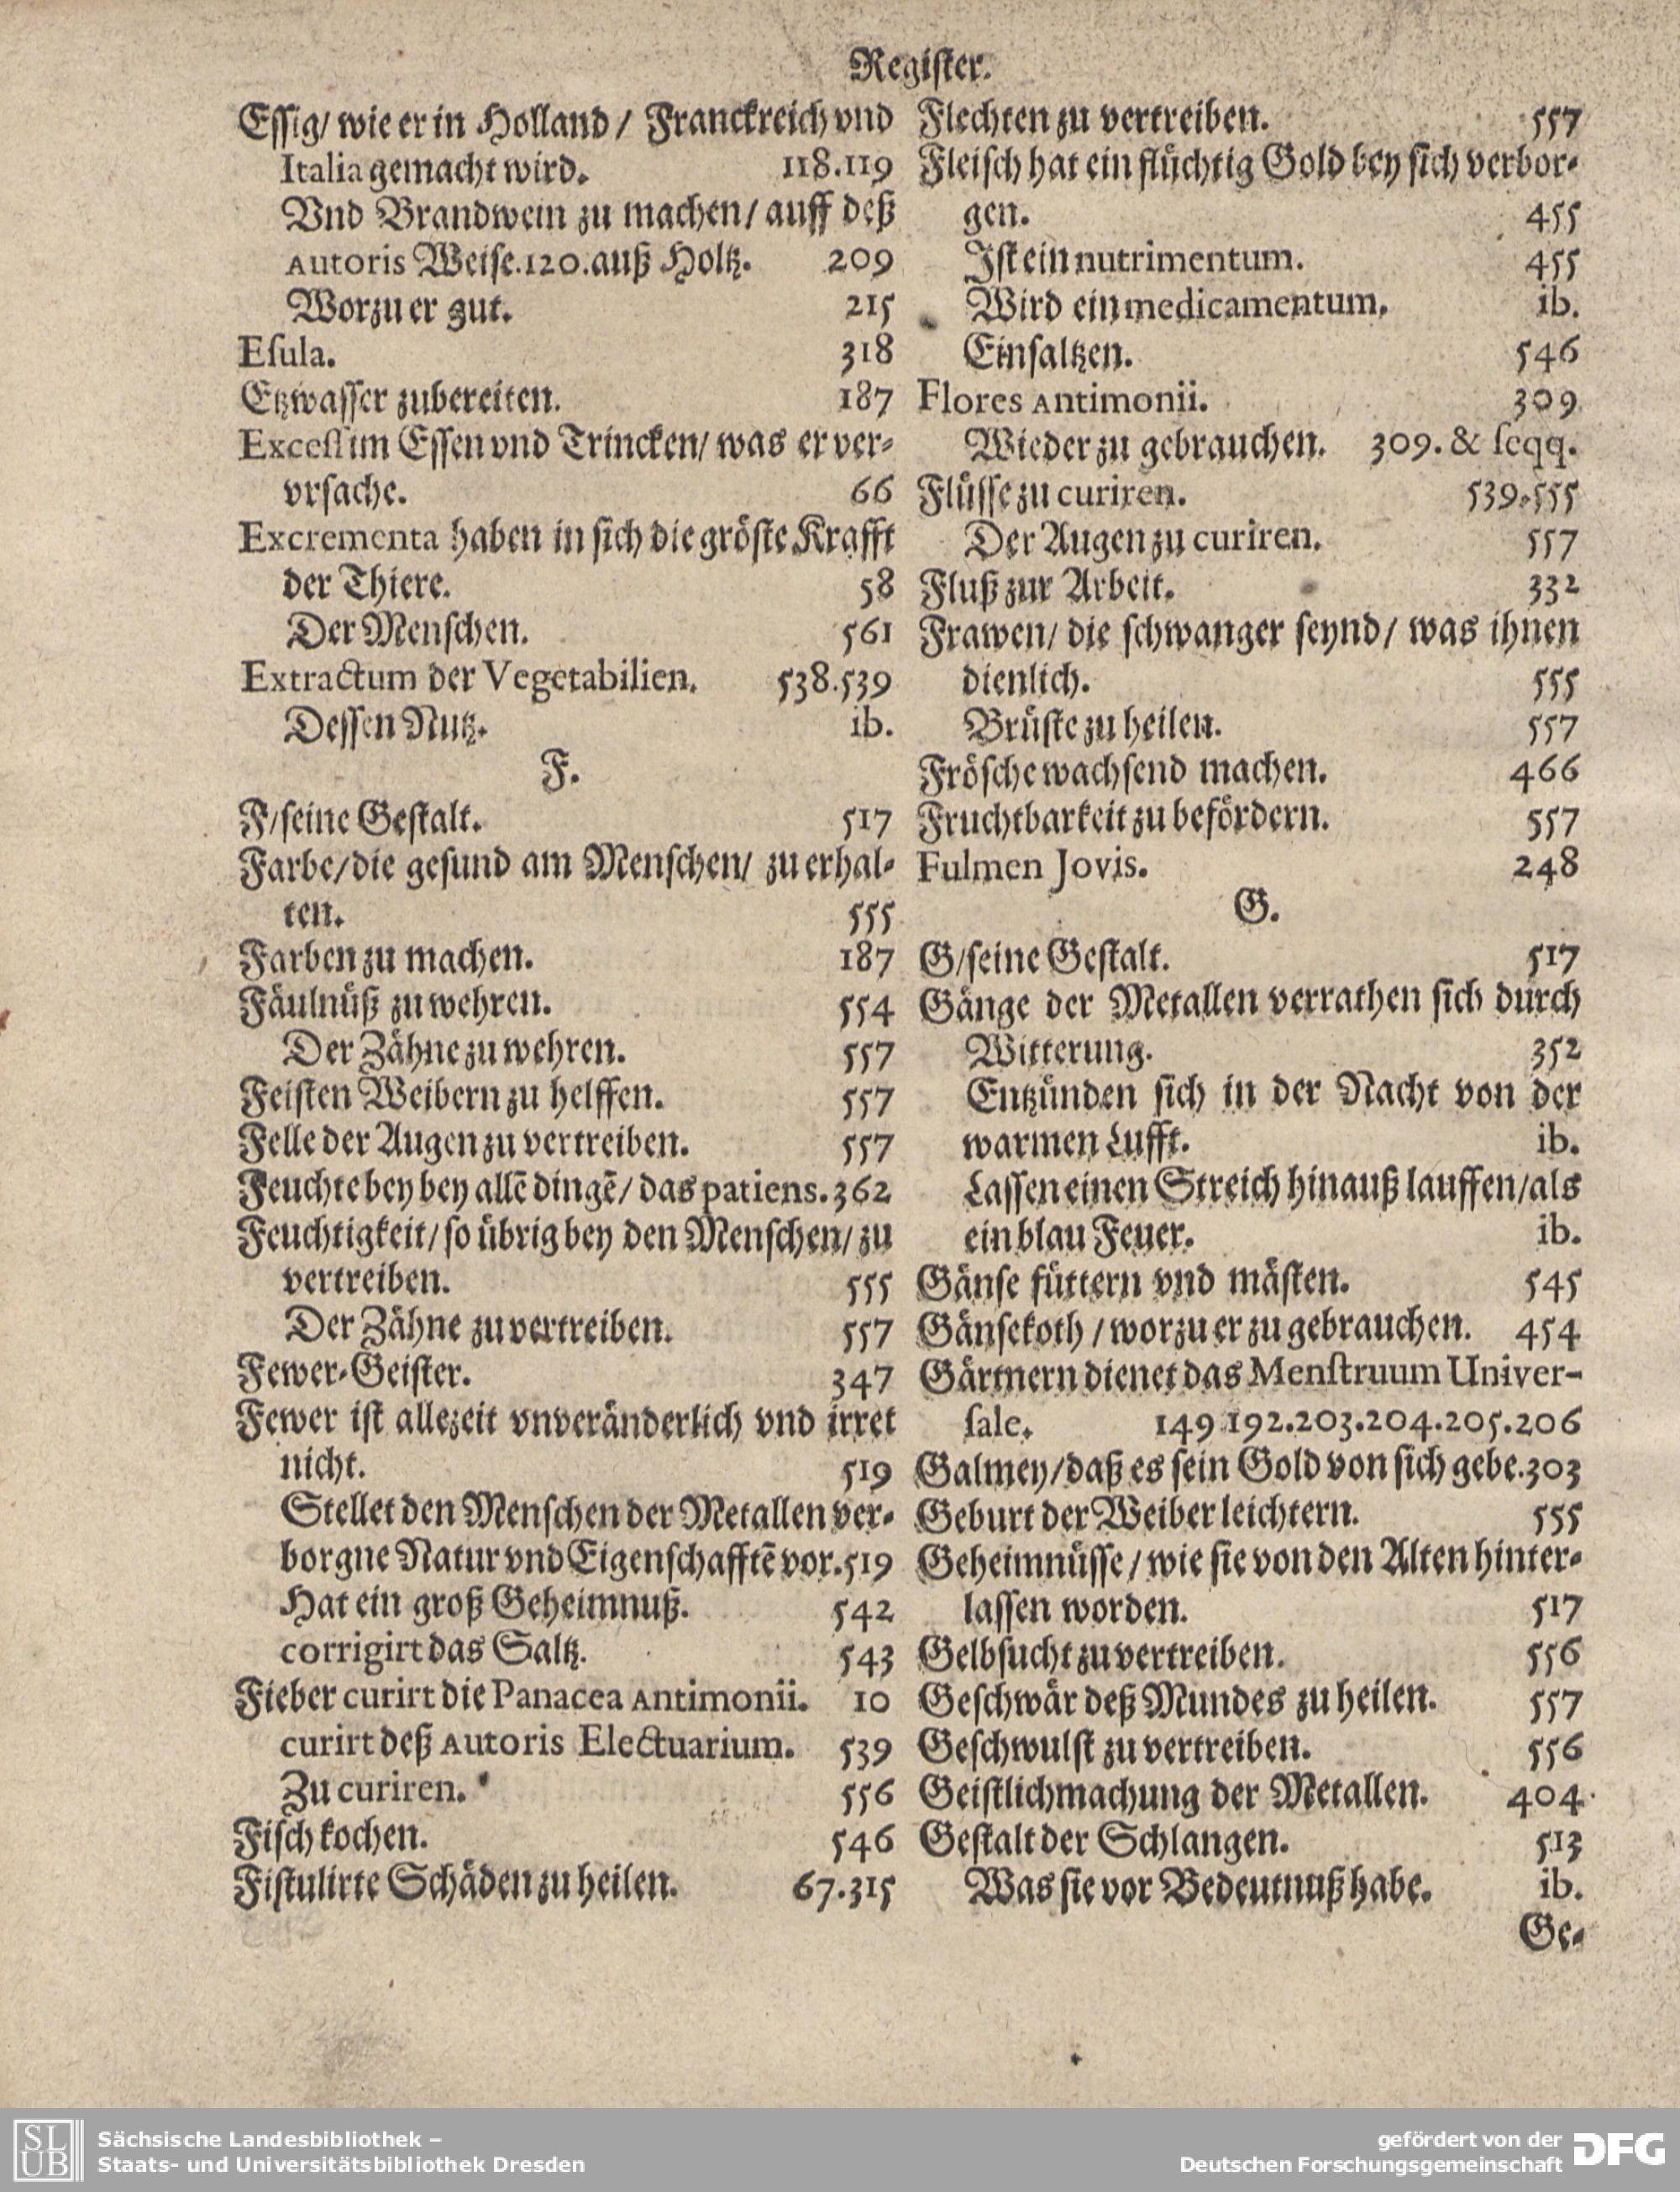 Register.
Essig/ wie er in Holland/ Franckreich vnd
Italia gemacht wird. 118.119
Vnd Brandwein zu machen/ auff deß
Autoris Weise. 120. auß Holtz. 209
Worzu er gut. 215
Eſula. 318
Etzwasser zubereiten. 187
Exceſſ im Essen vnd Trincken/ was er ver-
vrsache. 66
Excrementa haben in sich die gröste Krafft
der Thiere. 58
Der Menschen. 561
Extractum der Vegetabilien. 538.539
Dessen Nutz. ib.
F.
F/ seine Gestalt. 517
Farbe/ die gesund am Menschen/ zu erhal-
ten. 555
Farben zu machen. 187
Fäulnüß zu wehren. 554
Der Zähne zu wehren. 557
Feisten Weibern zu helffen. 557
Felle der Augen zu vertreiben. 557
Feuchte bey bey allē dingē/ das patiens. 362
Feuchtigkeit/ so übrig bey den Menschen/ zu
vertreiben. 555
Der Zähne zu vertreiben. 557
Fewer-Geister. 347
Fewer ist allezeit vnveränderlich vnd irret
nicht. 519
Stellet den Menschen der Metallen ver-
borgne Natur vnd Eigenschafftē vor. 519
Hat ein groß Geheimnuß. 542
corrigirt das Saltz. 543
Fieber curirt die Panacea Antimonii. 10
curirt deß Autoris Electuarium. 539
Zu curiren. 556
Fisch kochen. 546
Fistulirte Schäden zu heilen. 67.315
Flechten zu vertreiben. 557
Fleisch hat ein flüchtig Gold bey sich verbor-
gen. 455
Ist ein nutrimentum. 455
Wird ein medicamentum. ib.
Einsaltzen. 546
Flores Antimonii. 309
Wieder zu gebrauchen. 309. & ſeqq.
Flüsse zu curiren. 539.555
Der Augen zu curiren. 557
Fluß zur Arbeit. 332
Frawen/ die schwanger seynd/ was ihnen
dienlich. 555
Brüste zu heilen. 557
Frösche wachsend machen. 466
Fruchtbarkeit zu befördern. 557
Fulmen Jovis. 248
G.
G/ seine Gestalt. 517
Gänge der Metallen verrathen sich durch
Witterung. 352
Entzünden sich in der Nacht von der
warmen Lufft. ib.
Lassen einen Streich hinauß lauffen/ als
ein blau Feuer. ib.
Gänse füttern vnd mästen. 545
Gänsekoth/ worzu er zu gebrauchen. 454
Gärtnern dienet das Menſtruum Univer-
ſale. 149 192.203.204.205.206
Galmey/ daß es sein Gold von sich gebe. 303
Geburt der Weiber leichtern. 555
Geheimnüsse/ wie sie von den Alten hinter-
lassen worden. 517
Gelbsucht zu vertreiben. 556
Geschwär deß Mundes zu heilen. 557
Geschwulst zu vertreiben. 556
Geistlichmachung der Metallen. 404
Gestalt der Schlangen. 513
Was sie vor Bedeutnuß habe. ib.
Ge-
SLUB
Sächsische Landesbibliothek –
Staats- und Universitätsbibliothek Dresden
gefördert von der
Deutschen Forschungsgemeinschaft
DFG